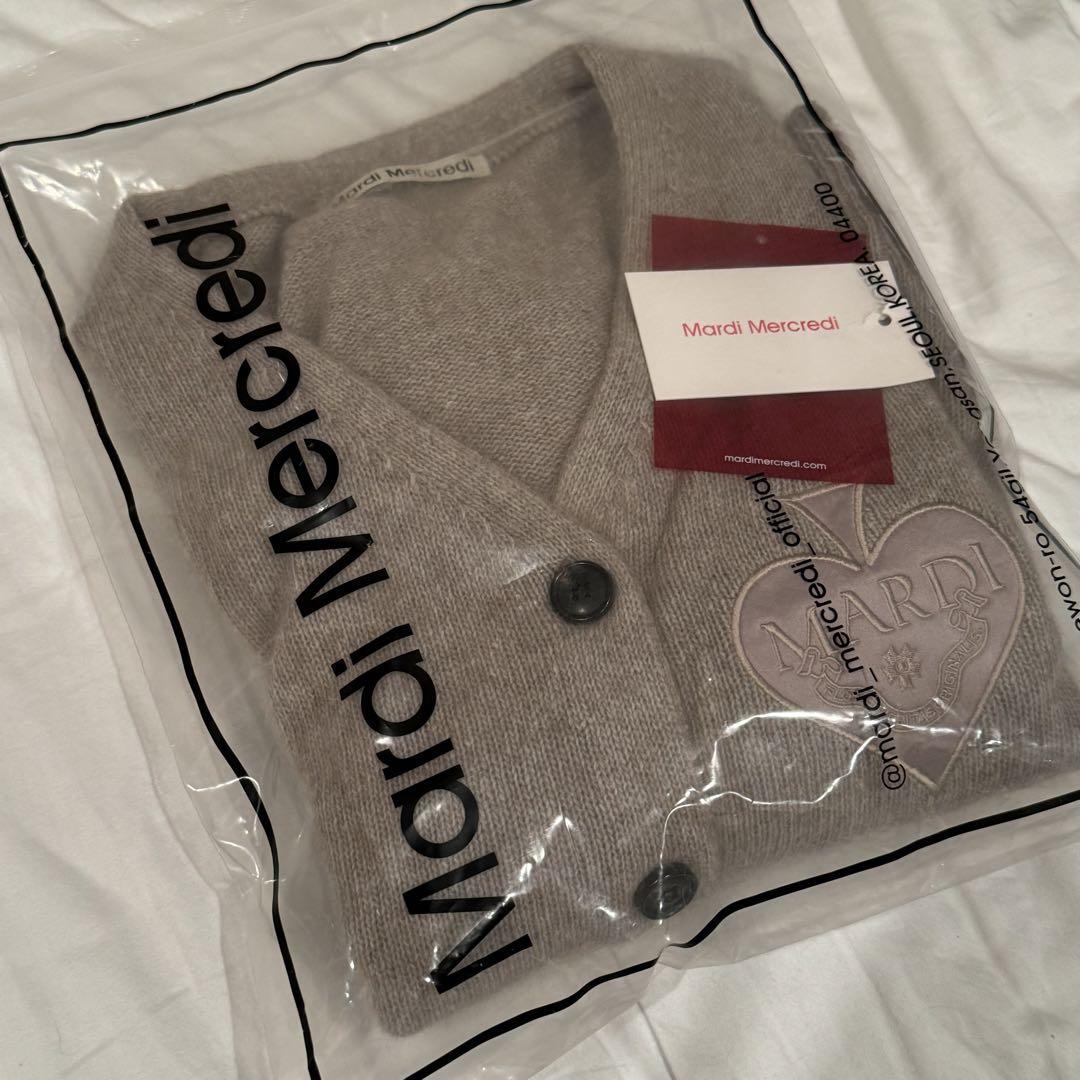 Mardi Mercredi
Mardi Mercredi
Mardi Mercredi
mardimercredi.com
@mardi_mercredi_official
SEOUL, KOREA, 04400
MARDI